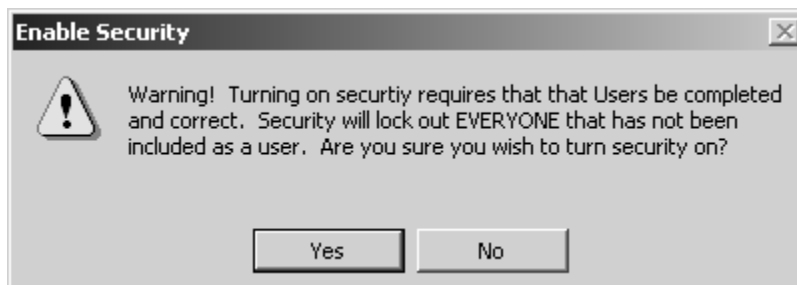 Enable Security
Warning!  Turning on securtiy requires that that Users be completed
and correct.  Security will lock out EVERYONE that has not been
included as a user.  Are you sure you wish to turn security on?
Yes No